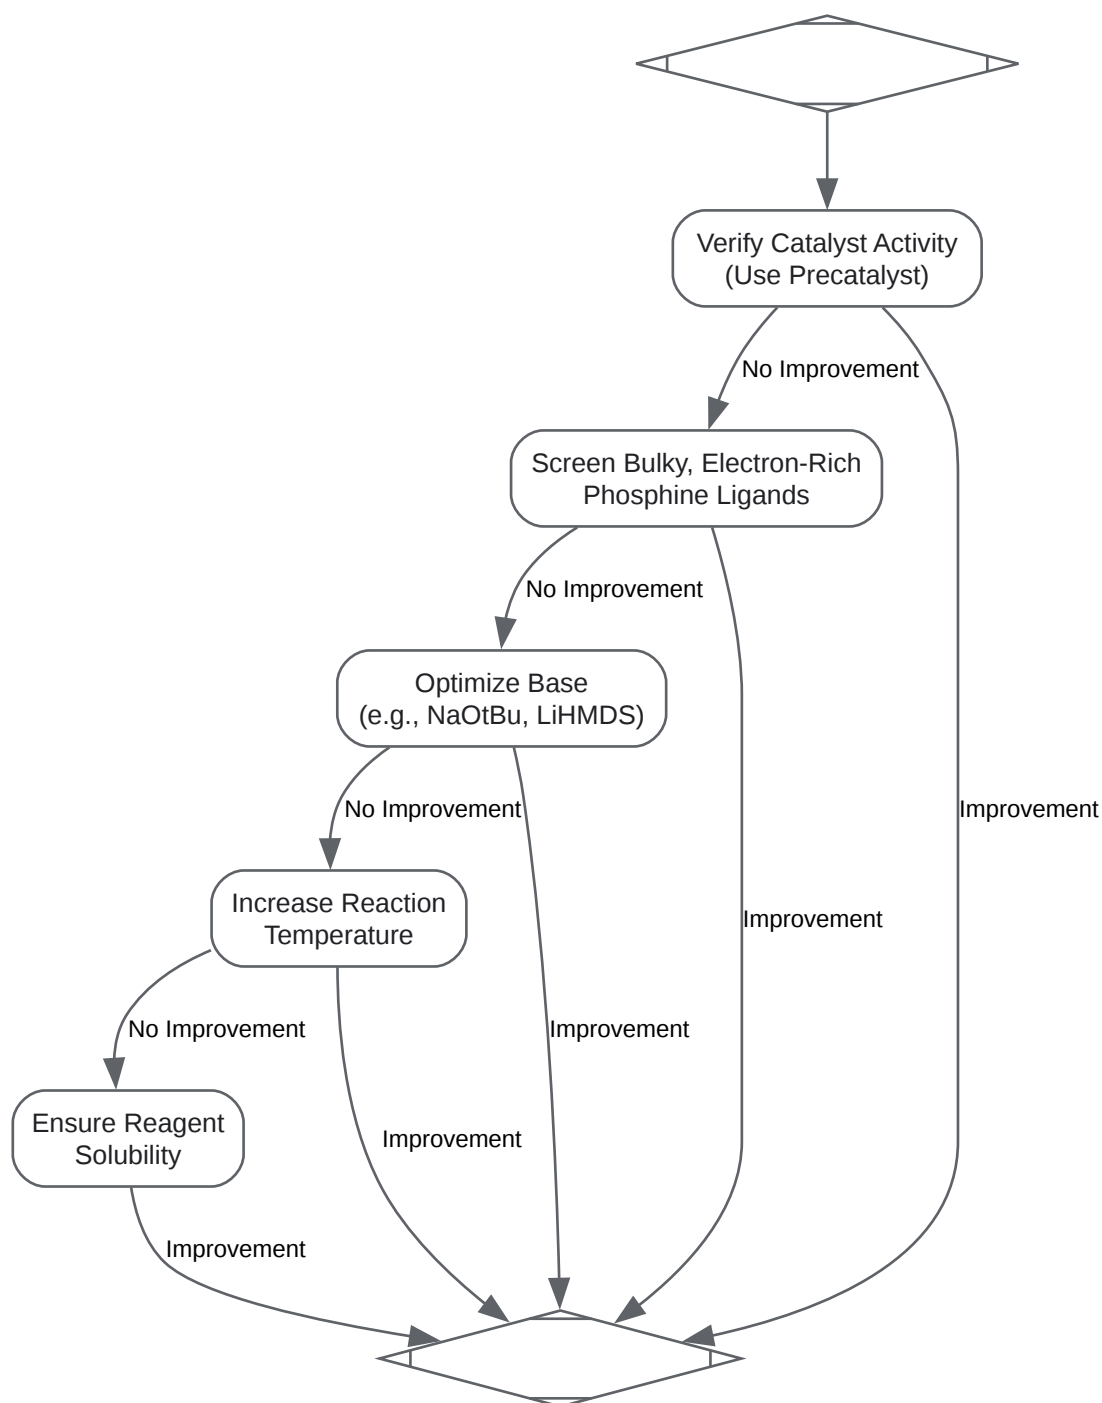 Verify Catalyst Activity
(Use Precatalyst)
No Improvement
Screen Bulky, Electron-Rich
Phosphine Ligands
No Improvement
Optimize Base
(e.g., NaOtBu, LiHMDS)
No Improvement
Improvement
Increase Reaction
Temperature
Improvement
No Improvement
Improvement
Ensure Reagent
Solubility
Improvement
Improvement